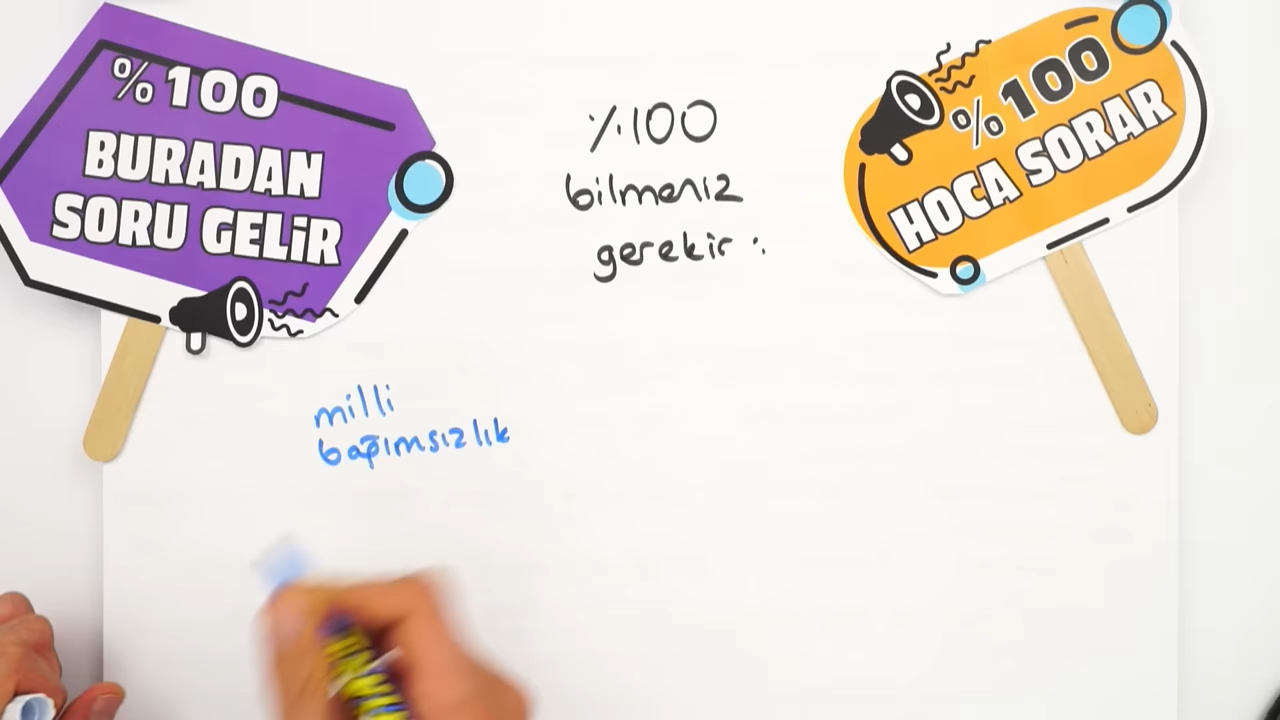 %100
BURADAN
SORU GELİR
%100
bilmeniz
gerekir :
%100
HOCA SORAR
milli
bağımsızlık